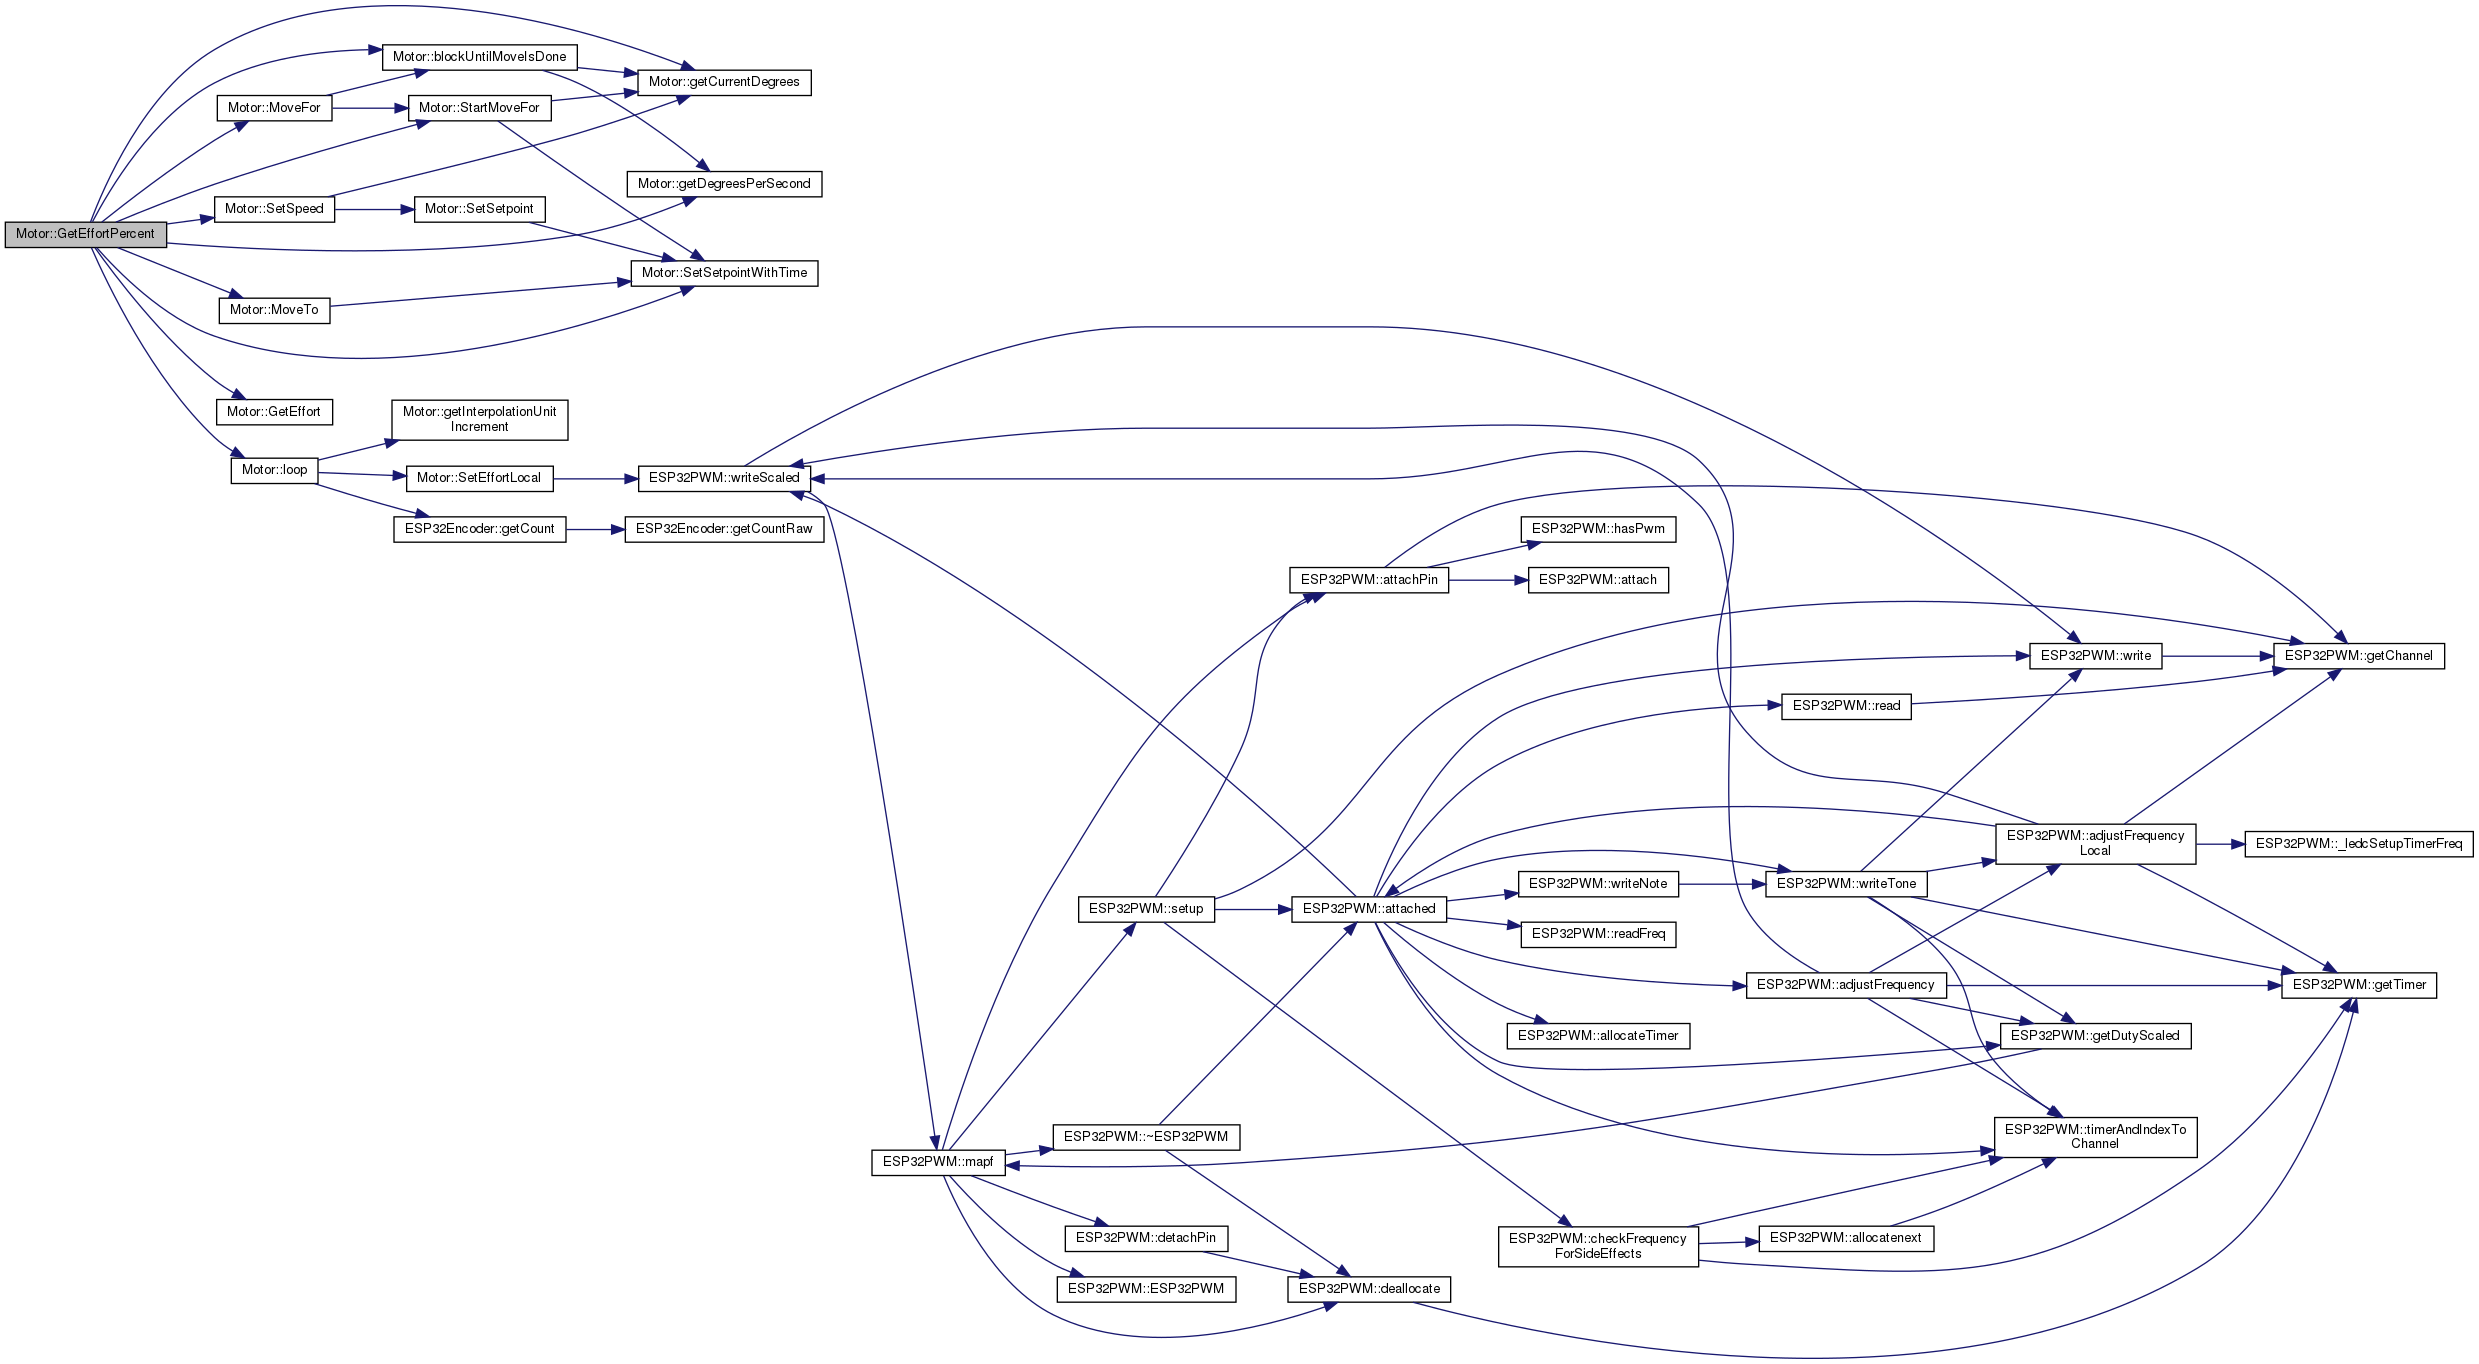 Motor::GetEffortPercent
Motor::blockUntilMoveIsDone
Motor::getCurrentDegrees
Motor::MoveFor
Motor::StartMoveFor
Motor::getDegreesPerSecond
Motor::SetSpeed
Motor::SetSetpoint
Motor::SetSetpointWithTime
Motor::MoveTo
Motor::GetEffort
Motor::loop
Motor::getInterpolationUnit
Increment
Motor::SetEffortLocal
ESP32PWM::writeScaled
ESP32Encoder::getCount
ESP32Encoder::getCountRaw
ESP32PWM::hasPwm
ESP32PWM::attachPin
ESP32PWM::attach
ESP32PWM::write
ESP32PWM::getChannel
ESP32PWM::read
ESP32PWM::adjustFrequency
Local
ESP32PWM::_ledcSetupTimerFreq
ESP32PWM::writeNote
ESP32PWM::writeTone
ESP32PWM::setup
ESP32PWM::attached
ESP32PWM::readFreq
ESP32PWM::adjustFrequency
ESP32PWM::getTimer
ESP32PWM::allocateTimer
ESP32PWM::getDutyScaled
ESP32PWM::~ESP32PWM
ESP32PWM::timerAndIndexTo
Channel
ESP32PWM::mapf
ESP32PWM::detachPin
ESP32PWM::checkFrequency
ForSideEffects
ESP32PWM::allocatenext
ESP32PWM::ESP32PWM
ESP32PWM::deallocate